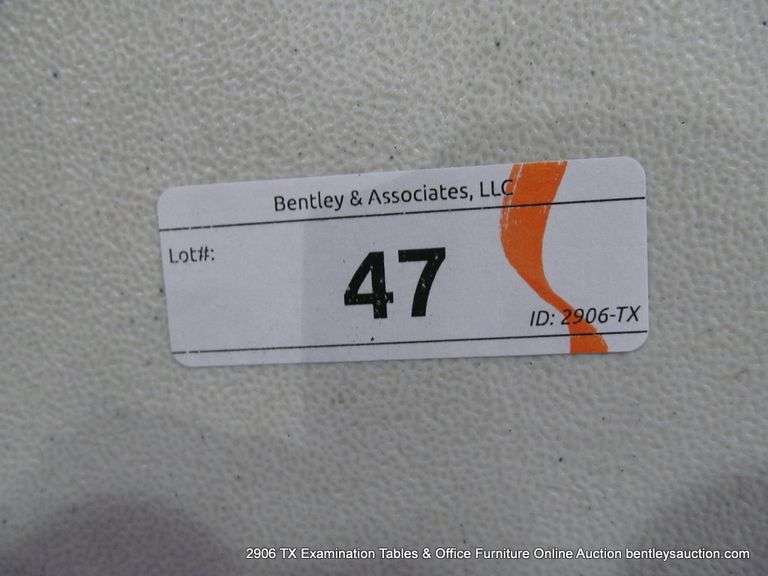 Bentley & Associates, LLC
Lot#:
47
ID: 2906-TX
2906 TX Examination Tables & Office Furniture Online Auction bentleysauction.com